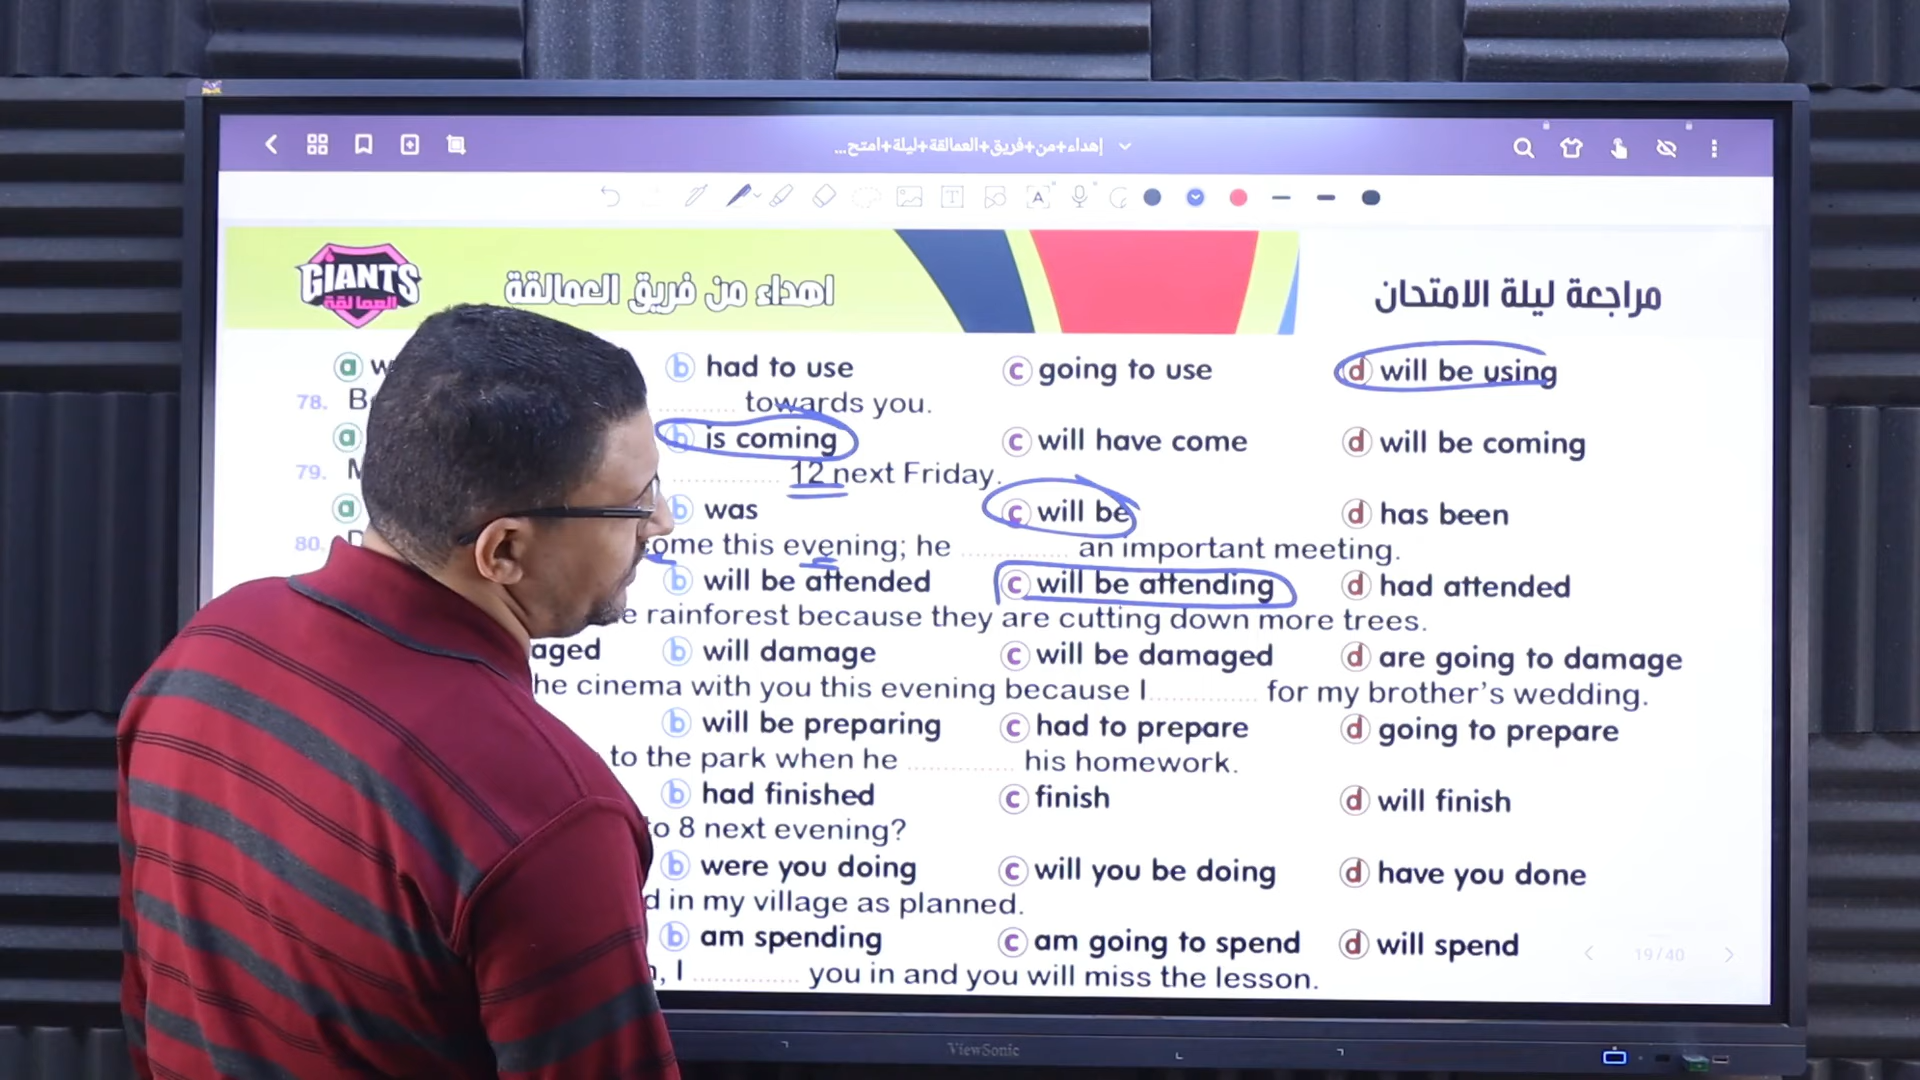 إهداء+من+فريق+العمالقة+ليلة+امتح...
GIANTS
العمالقة
اهداء من فريق العمالقة
مراجعة ليلة الامتحان
a b had to use c going to use d will be using
78. towards you.
a b is coming c will have come d will be coming
79. 12 next Friday.
a b was c will be d has been
80. come this evening; he ............ an important meeting.
b will be attended c will be attending d had attended
rainforest because they are cutting down more trees.
b will damage c will be damaged d are going to damage
cinema with you this evening because I ............ for my brother's wedding.
b will be preparing c had to prepare d going to prepare
to the park when he ............ his homework.
b had finished c finish d will finish
to 8 next evening?
b were you doing c will you be doing d have you done
in my village as planned.
b am spending c am going to spend d will spend
19/40
, I ............ you in and you will miss the lesson.
ViewSonic